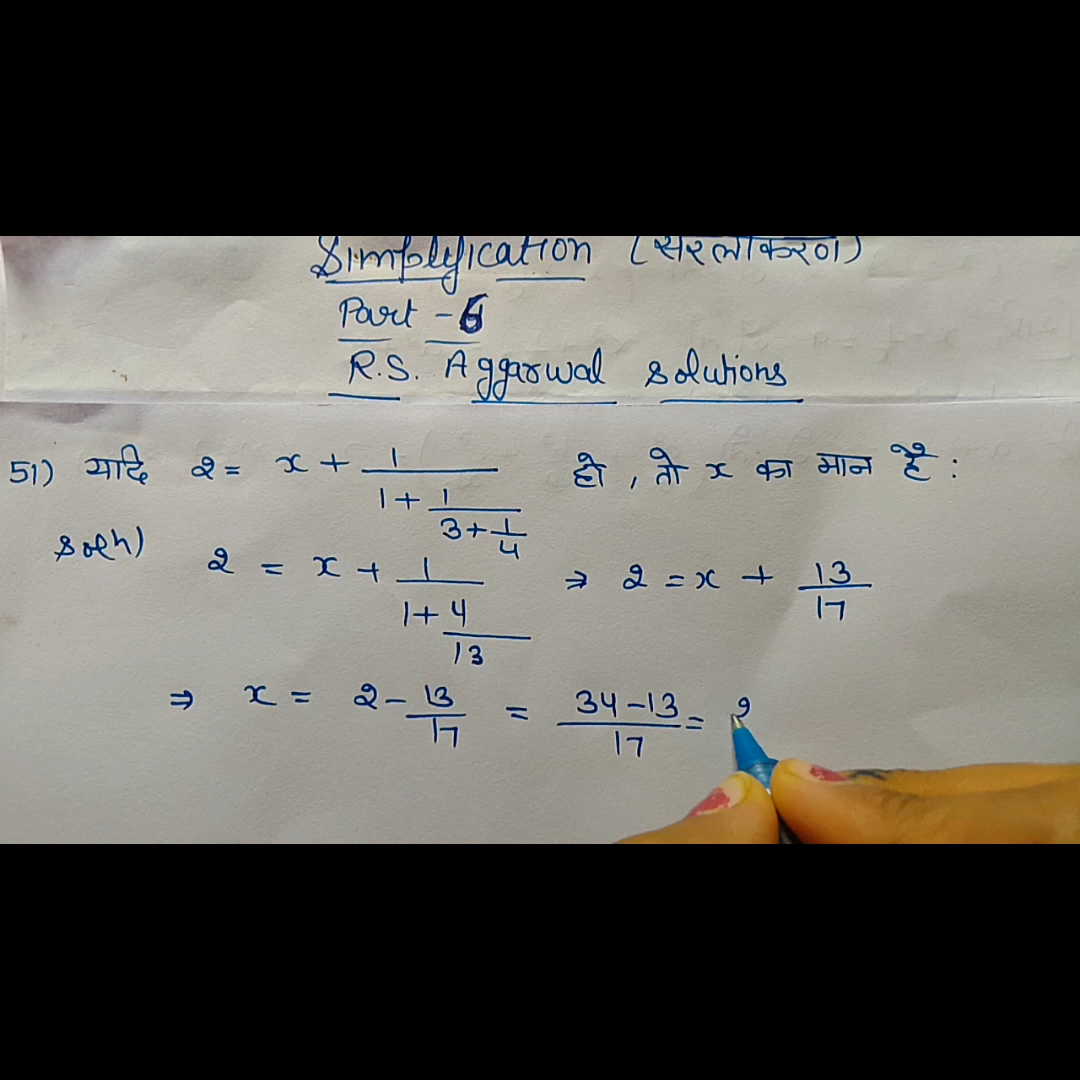 Simplification (सरलीकरण)
Part - 6
R.S. Aggarwal solutions
51) यदि 2 = x + 1/(1 + 1/(3 + 1/4)) हो, तो x का मान है :
Soln) 2 = x + 1/(1 + 4/13) ⇒ 2 = x + 13/17
⇒ x = 2 - 13/17 = (34 - 13)/17 = 2